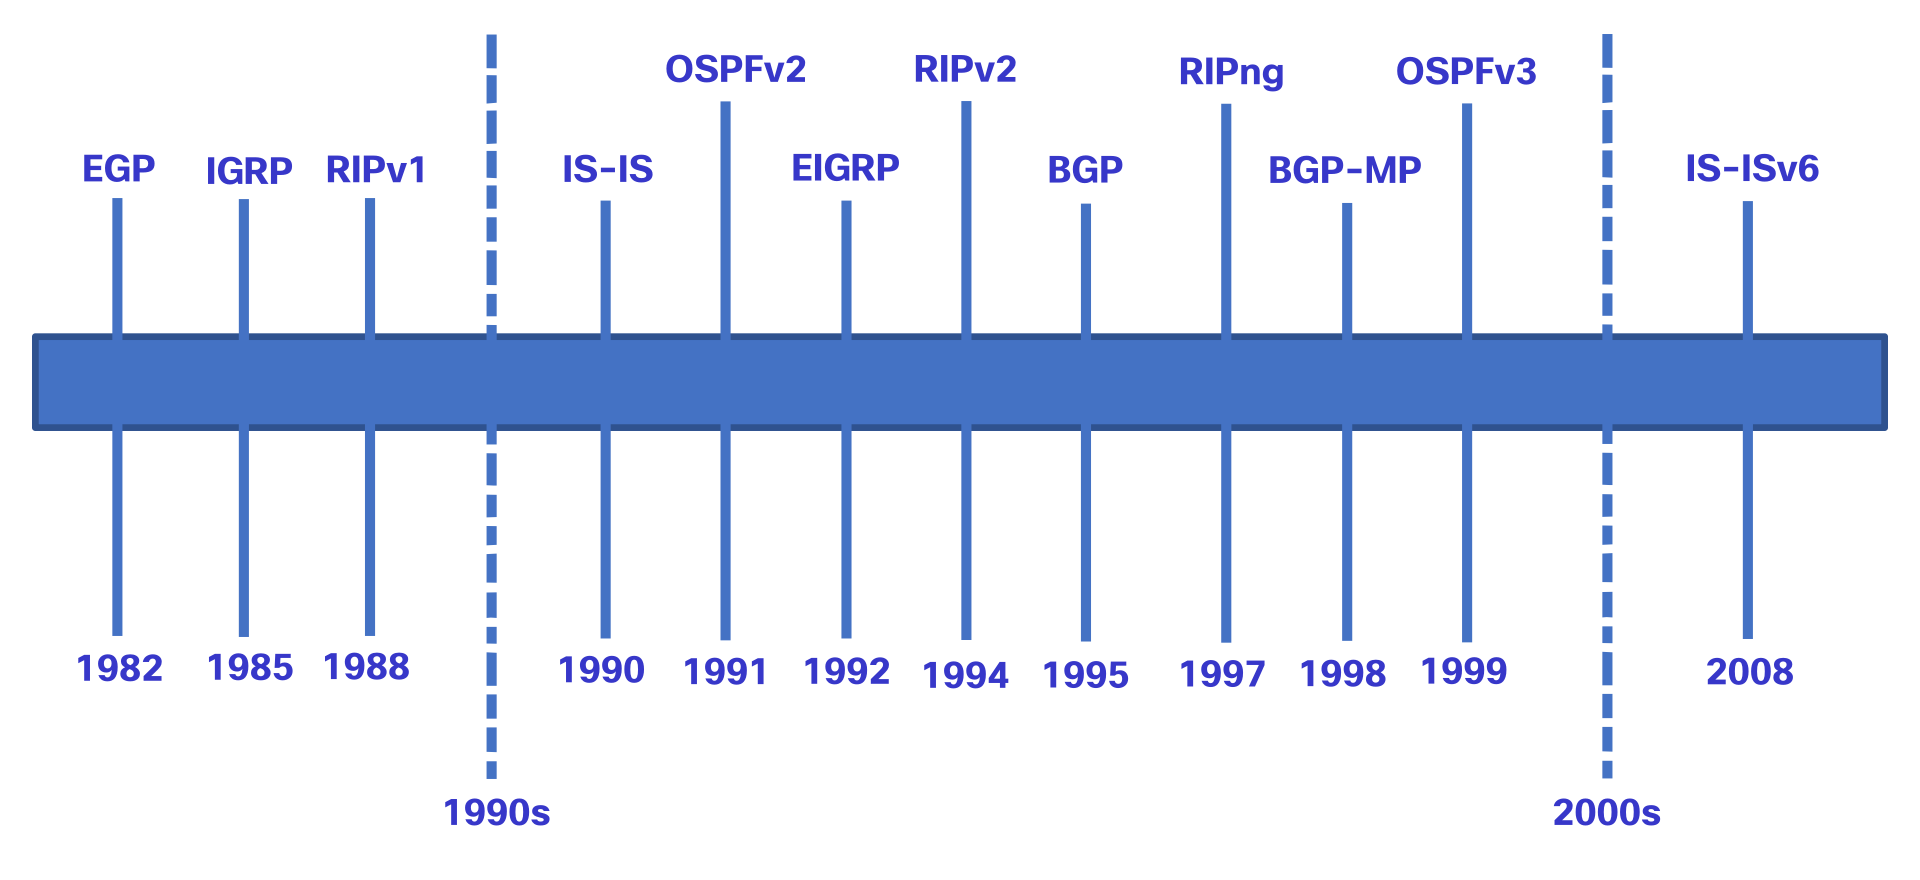 OSPFv2
RIPv2
RIPng
OSPFv3
EGP
IGRP
RIPv1
IS-IS
EIGRP
BGP
BGP-MP
IS-ISv6
1982
1985
1988
1990
1991
1992
1994
1995
1997
1998
1999
2008
1990s
2000s